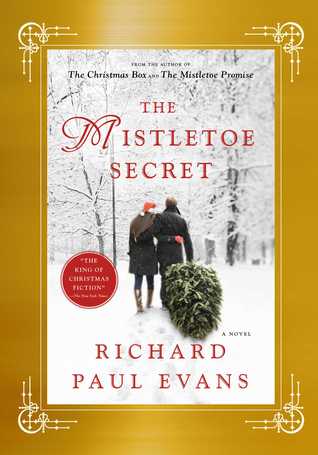 FROM THE AUTHOR OF
The Christmas Box AND The Mistletoe Promise
THE
MISTLETOE
SECRET
"THE
KING OF
CHRISTMAS
FICTION"
—The New York Times
A NOVEL
RICHARD
PAUL EVANS